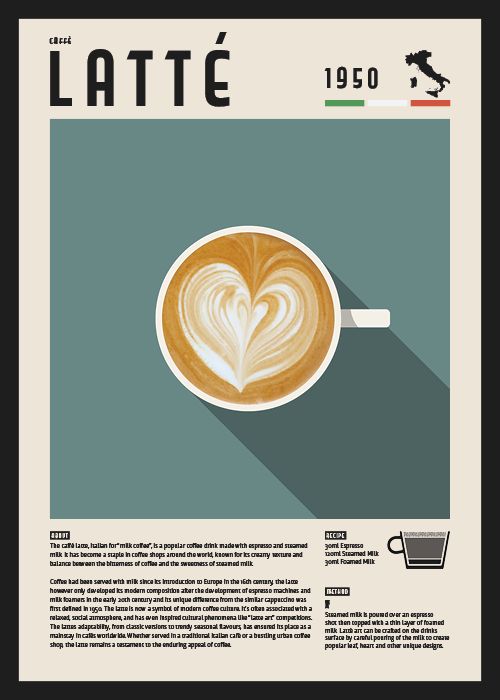 CAFFÈ
LATTÉ
1950
ABOUT
The caffé latte, Italian for "milk coffee", is a popular coffee drink made with espresso and steamed
milk. It has become a staple in coffee shops around the world, known for its creamy texture and
balance between the bitterness of coffee and the sweetness of steamed milk.
Coffee had been served with milk since its introduction to Europe in the 16th century, the latte
however only developed its modern composition after the development of espresso machines and
milk foamers in the early 20th century and its unique difference from the similar cappuccino was
first defined in 1950. The latte is now a symbol of modern coffee culture. It's often associated with a
relaxed, social atmosphere, and has even inspired cultural phenomena like "latte art" competitions.
The lattes adaptability, from classic versions to trendy seasonal flavours, has ensured its place as a
mainstay in cafés worldwide. Whether served in a traditional Italian café or a bustling urban coffee
shop, the latte remains a testament to the enduring appeal of coffee.
RECIPE
30ml Espresso
120ml Steamed Milk
30ml Foamed Milk
METHOD
Steamed milk is poured over an espresso
shot then topped with a thin layer of foamed
milk. Latte art can be crafted on the drinks
surface by careful pouring of the milk to create
popular leaf, heart and other unique designs.